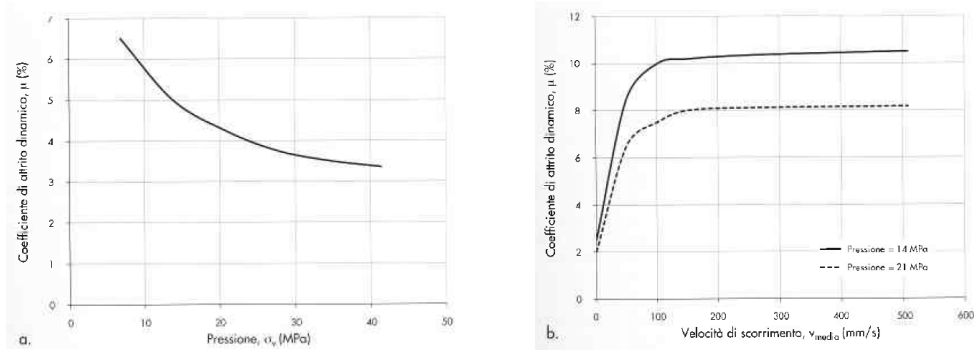 7
6
5
4
3
2
1
0
Coefficiente di attrito dinamico, μ (%)
0 10 20 30 40 50
Pressione, σv (MPa)
a.
12
10
8
6
4
2
0
Coefficiente di attrito dinamico, μ (%)
Pressione = 14 MPa
Pressione = 21 MPa
0 100 200 300 400 500 600
Velocità di scorrimento, vmedia (mm/s)
b.